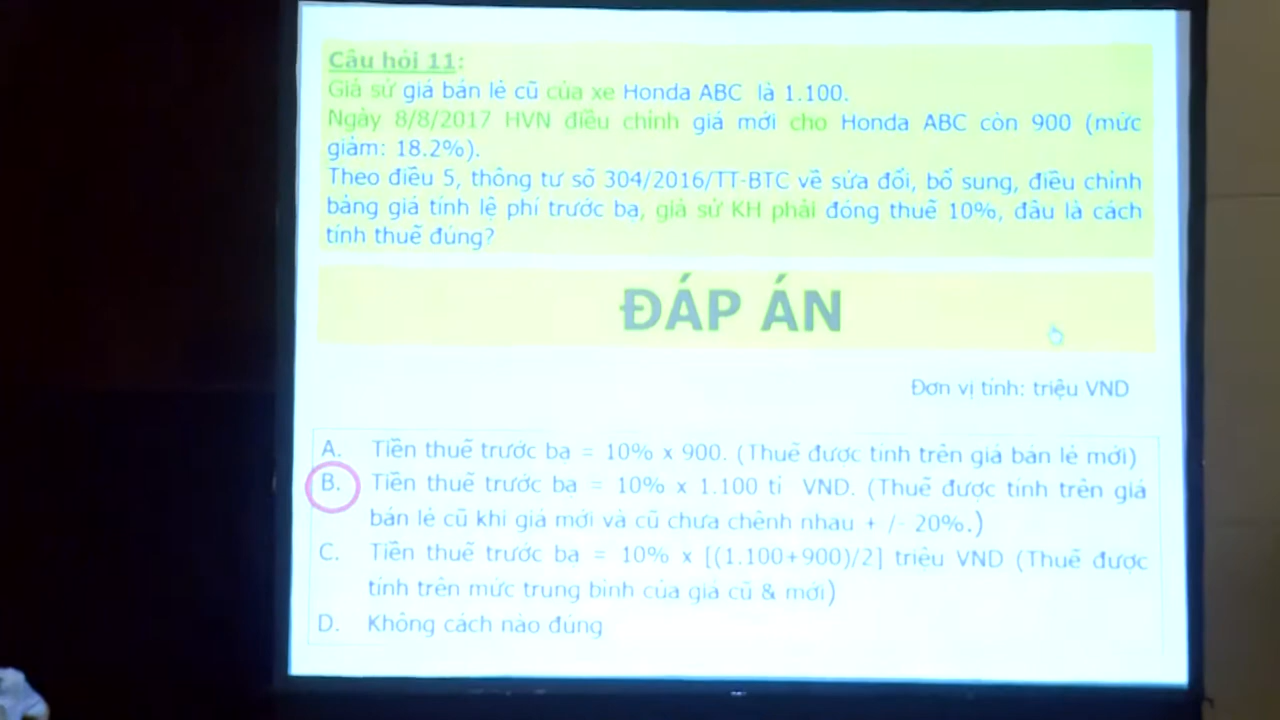 Câu hỏi 11:
Giả sử giá bán lẻ cũ của xe Honda ABC là 1.100.
Ngày 8/8/2017 HVN điều chỉnh giá mới cho Honda ABC còn 900 (mức
giảm: 18.2%).
Theo điều 5, thông tư số 304/2016/TT-BTC về sửa đổi, bổ sung, điều chỉnh
bảng giá tính lệ phí trước bạ, giả sử KH phải đóng thuế 10%, đâu là cách
tính thuế đúng?
ĐÁP ÁN
Đơn vị tính: triệu VND
A. Tiền thuế trước bạ = 10% x 900. (Thuế được tính trên giá bán lẻ mới)
B. Tiền thuế trước bạ = 10% x 1.100 tỉ VND. (Thuế được tính trên giá
bán lẻ cũ khi giá mới và cũ chưa chênh nhau + /- 20%.)
C. Tiền thuế trước bạ = 10% x [(1.100+900)/2] triệu VND (Thuế được
tính trên mức trung bình của giá cũ & mới)
D. Không cách nào đúng